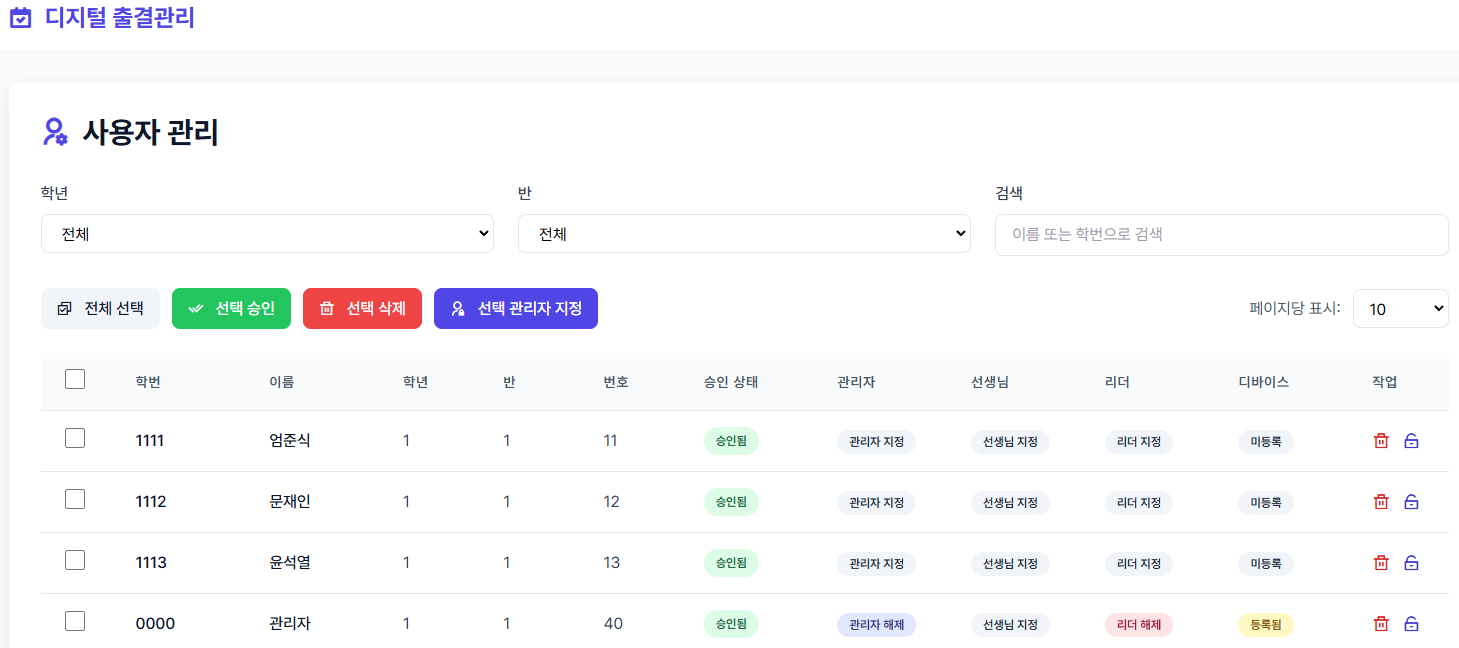 디지털 출결관리
사용자 관리
학년 반 검색
전체 전체 이름 또는 학번으로 검색
전체 선택 선택 승인 선택 삭제 선택 관리자 지정 페이지당 표시: 10
학번 이름 학년 반 번호 승인 상태 관리자 선생님 리더 디바이스 작업
1111 엄준식 1 1 11 승인됨 관리자 지정 선생님 지정 리더 지정 미등록
1112 문재인 1 1 12 승인됨 관리자 지정 선생님 지정 리더 지정 미등록
1113 윤석열 1 1 13 승인됨 관리자 지정 선생님 지정 리더 지정 미등록
0000 관리자 1 1 40 승인됨 관리자 해제 선생님 지정 리더 해제 등록됨